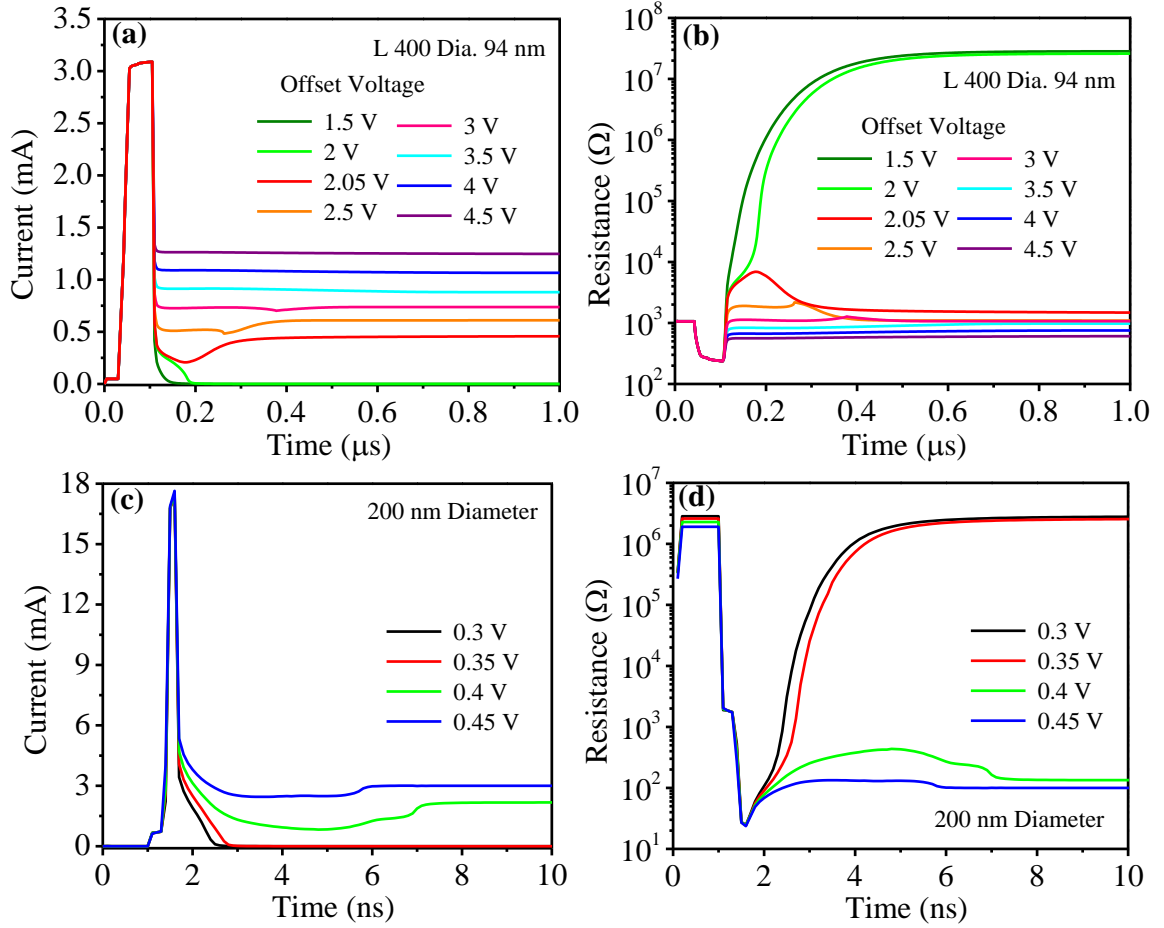 (a)
L 400 Dia. 94 nm
Offset Voltage
1.5 V
2 V
2.05 V
2.5 V
3 V
3.5 V
4 V
4.5 V
Current (mA)
3.5
3.0
2.5
2.0
1.5
1.0
0.5
0.0
0.0 0.2 0.4 0.6 0.8 1.0
Time (μs)
(b)
L 400 Dia. 94 nm
Offset Voltage
1.5 V
2 V
2.05 V
2.5 V
3 V
3.5 V
4 V
4.5 V
Resistance (Ω)
10⁸
10⁷
10⁶
10⁵
10⁴
10³
10²
0.0 0.2 0.4 0.6 0.8 1.0
Time (μs)
(c)
200 nm Diameter
0.3 V
0.35 V
0.4 V
0.45 V
Current (mA)
18
15
12
9
6
3
0
0 2 4 6 8 10
Time (ns)
(d)
0.3 V
0.35 V
0.4 V
0.45 V
200 nm Diameter
Resistance (Ω)
10⁷
10⁶
10⁵
10⁴
10³
10²
10¹
0 2 4 6 8 10
Time (ns)